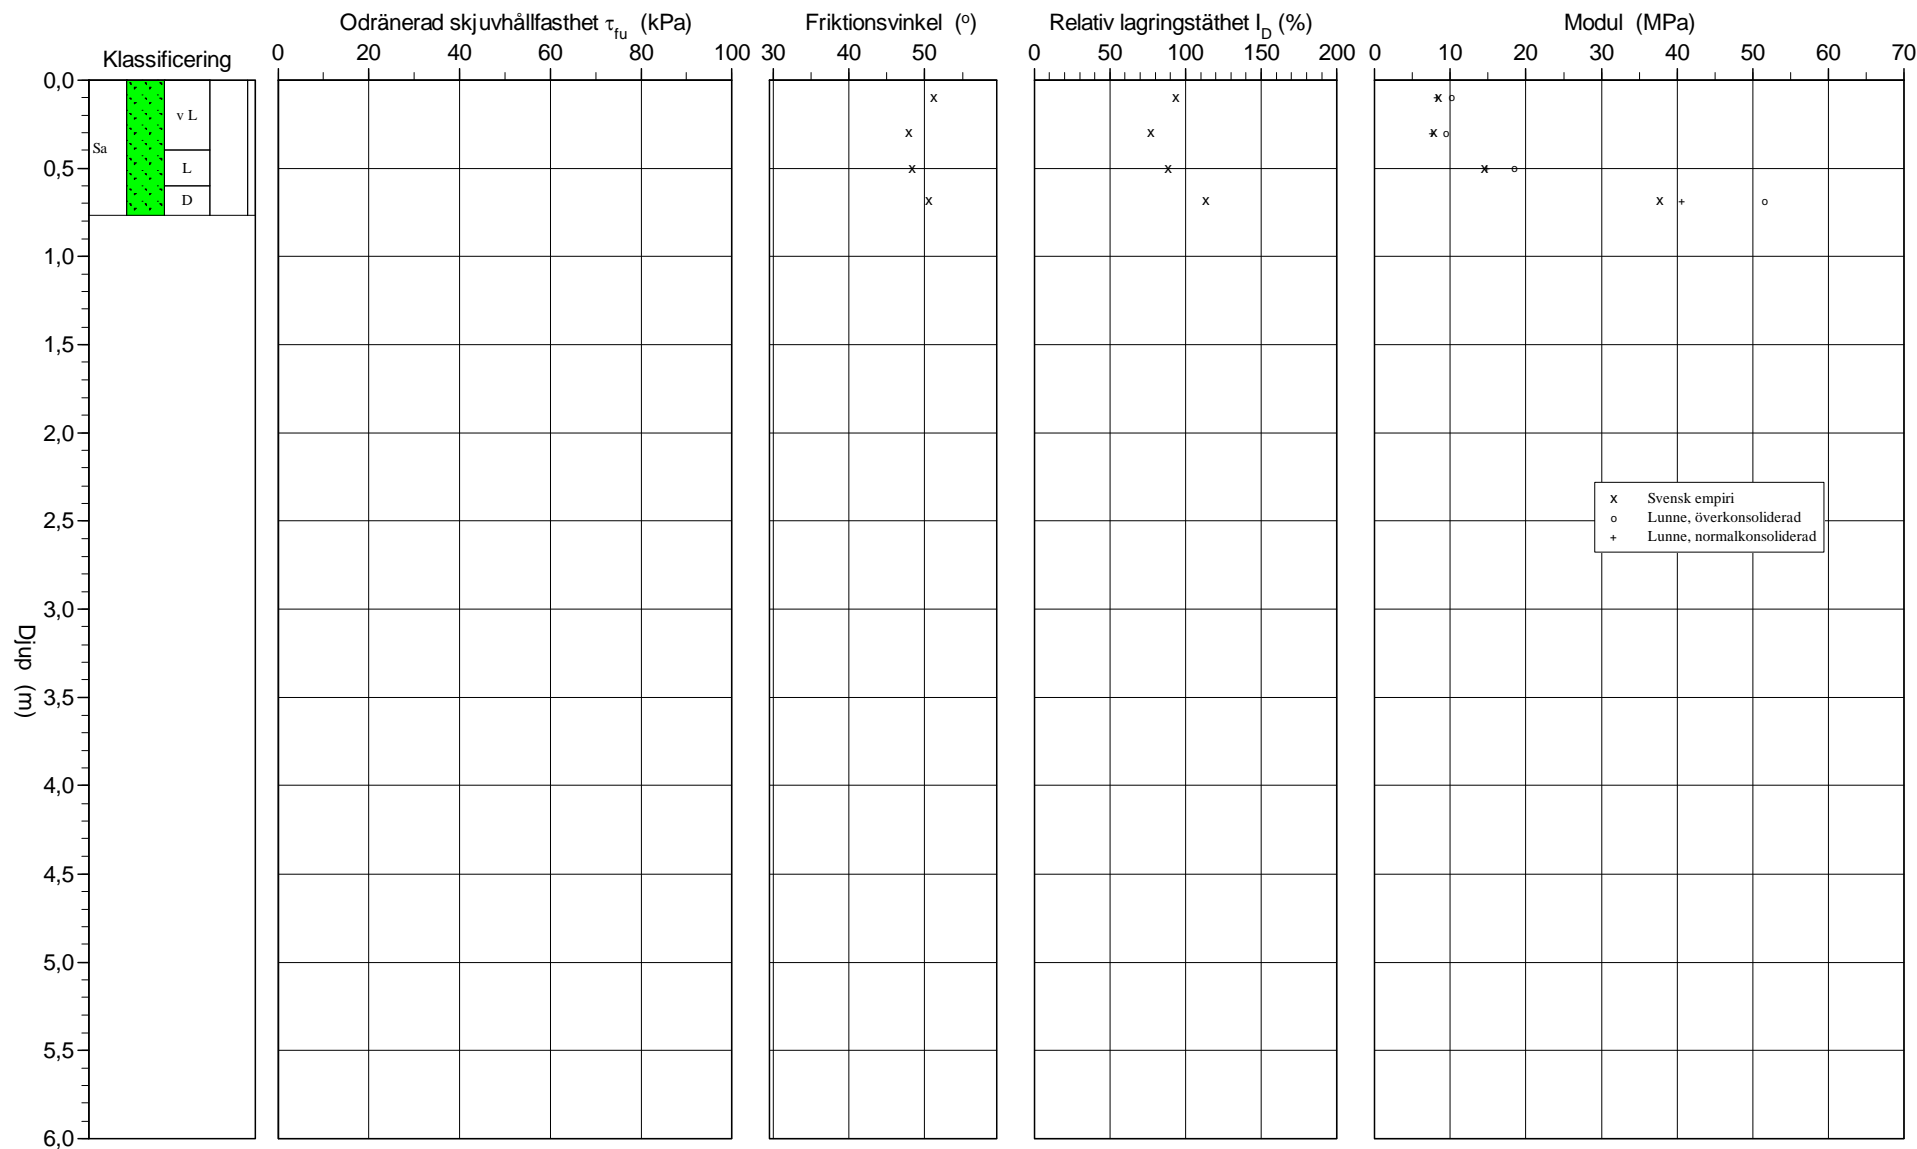 Odränerad skjuvhållfasthet τfu (kPa)
Friktionsvinkel (o)
Relativ lagringstäthet ID (%)
Modul (MPa)
Klassificering
0 20 40 60 80 100
30 50
0 50 100 150 200
0 10 20 30 40 50 60 70
0,0
0,5
1,0
1,5
2,0
2,5
3,0
3,5
4,0
4,5
5,0
5,5
6,0
Djup (m)
Sa
v L
L
D
x Svensk empiri
o Lunne, överkonsoliderad
+ Lunne, normalkonsoliderad